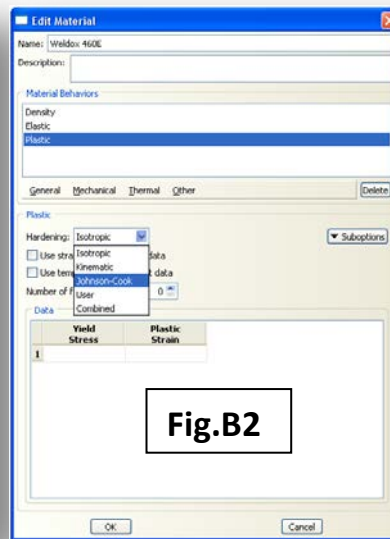 Edit Material
Name: Weldox 460E
Description:
Material Behaviors
Density
Elastic
Plastic
General Mechanical Thermal Other Delete
Plastic
Hardening: Isotropic Suboptions
Isotropic
Use data
Kinematic
Use data
Johnson-Cook
Number of 0
User
Combined
Data
Yield Stress Plastic Strain
1
Fig.B2
OK Cancel